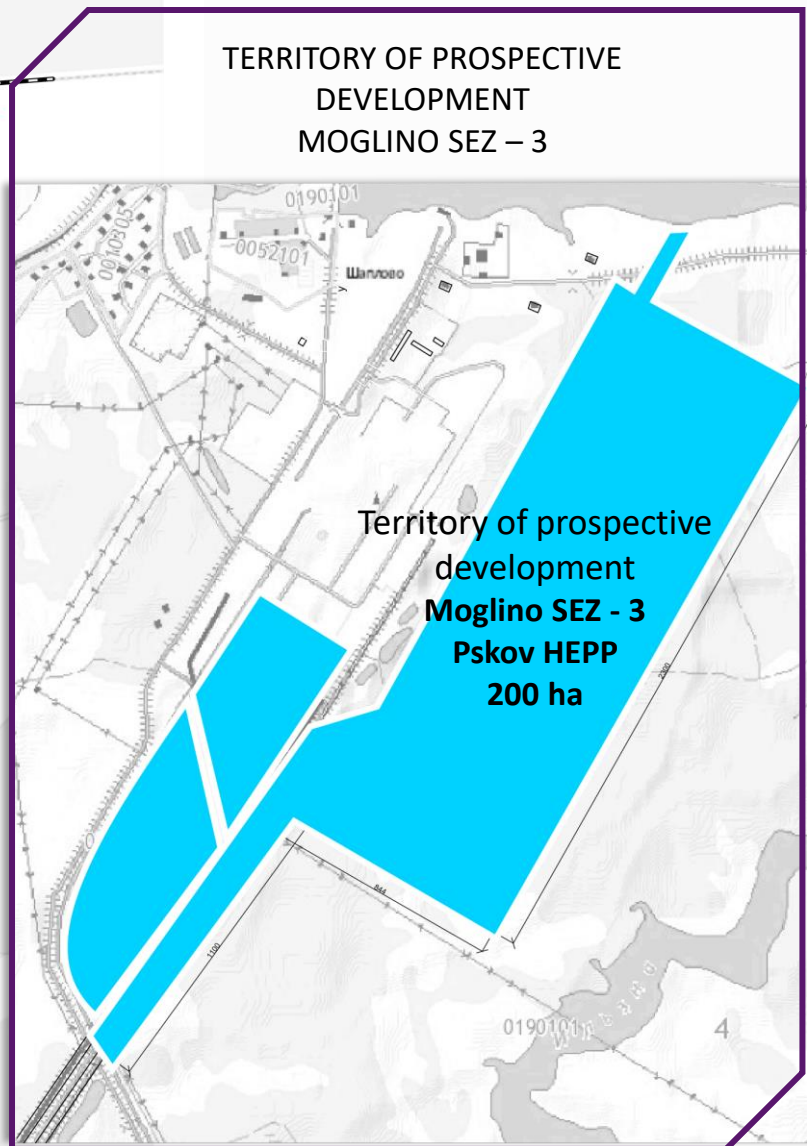 TERRITORY OF PROSPECTIVE
DEVELOPMENT
MOGLINO SEZ – 3
0190101
0010305
0052101
Шаплово
у
Territory of prospective
development
Moglino SEZ - 3
Pskov HEPP
200 ha
2300
844
1100
0190101
4